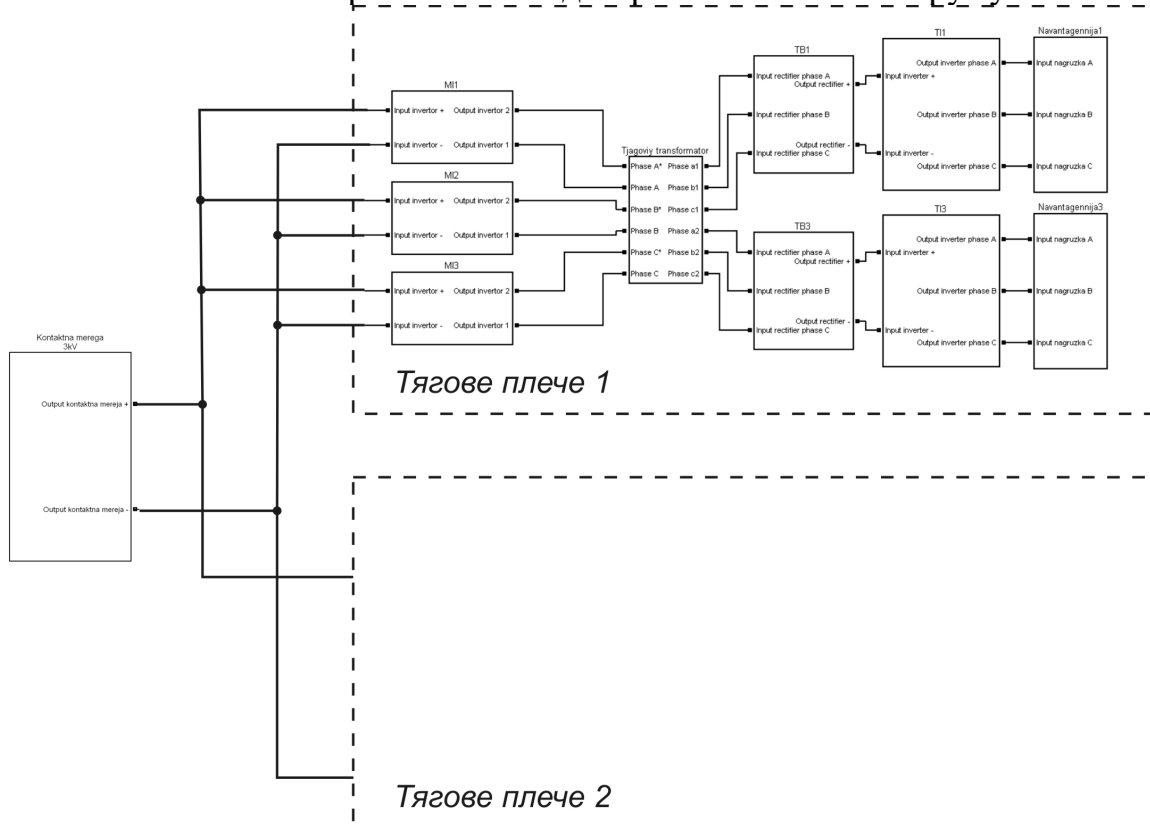 MI1
Input invertor +
Output invertor 2
Input invertor -
Output invertor 1
MI2
Input invertor +
Output invertor 2
Input invertor -
Output invertor 1
MI3
Input invertor +
Output invertor 2
Input invertor -
Output invertor 1
Tjagoviy transformator
Phase A* Phase a1
Phase A Phase b1
Phase B* Phase c1
Phase B Phase a2
Phase C* Phase b2
Phase C Phase c2
TB1
Input rectifier phase A
Output rectifier +
Input rectifier phase B
Output rectifier -
Input rectifier phase C
TI1
Output inverter phase A
Input inverter +
Output inverter phase B
Input inverter -
Output inverter phase C
Navantagennija1
Input nagruzka A
Input nagruzka B
Input nagruzka C
TB3
Input rectifier phase A
Output rectifier +
Input rectifier phase B
Output rectifier -
Input rectifier phase C
TI3
Output inverter phase A
Input inverter +
Output inverter phase B
Input inverter -
Output inverter phase C
Navantagennija3
Input nagruzka A
Input nagruzka B
Input nagruzka C
Kontaktna merega
3kV
Output kontaktna mereja +
Output kontaktna mereja -
Тягове плече 1
Тягове плече 2